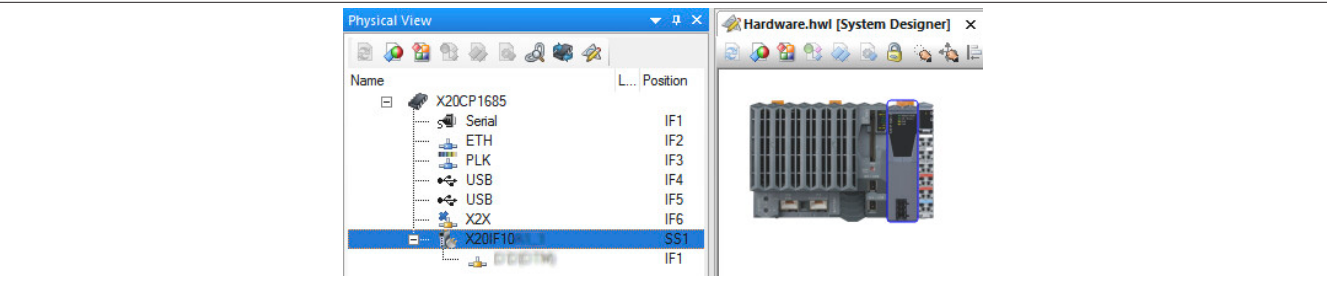 Physical View
Hardware.hwl [System Designer]
Name L... Position
X20CP1685
Serial IF1
ETH IF2
PLK IF3
USB IF4
USB IF5
X2X IF6
X20IF10 SS1
IF1